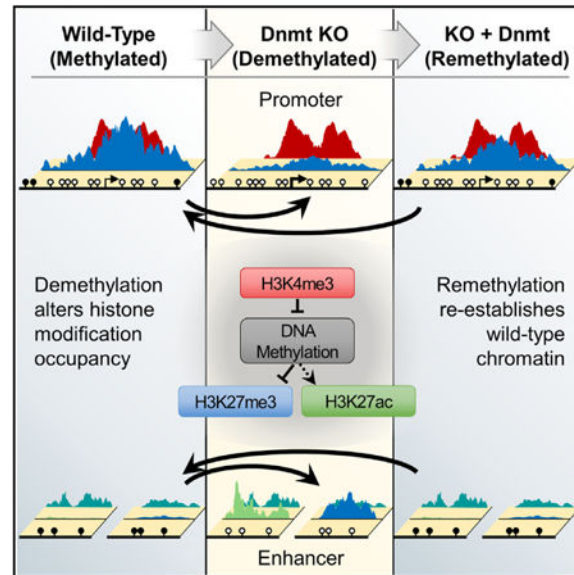 Wild-Type
(Methylated)
Dnmt KO
(Demethylated)
KO + Dnmt
(Remethylated)
Promoter
Demethylation
alters histone
modification
occupancy
H3K4me3
DNA
Methylation
H3K27me3
H3K27ac
Remethylation
re-establishes
wild-type
chromatin
Enhancer